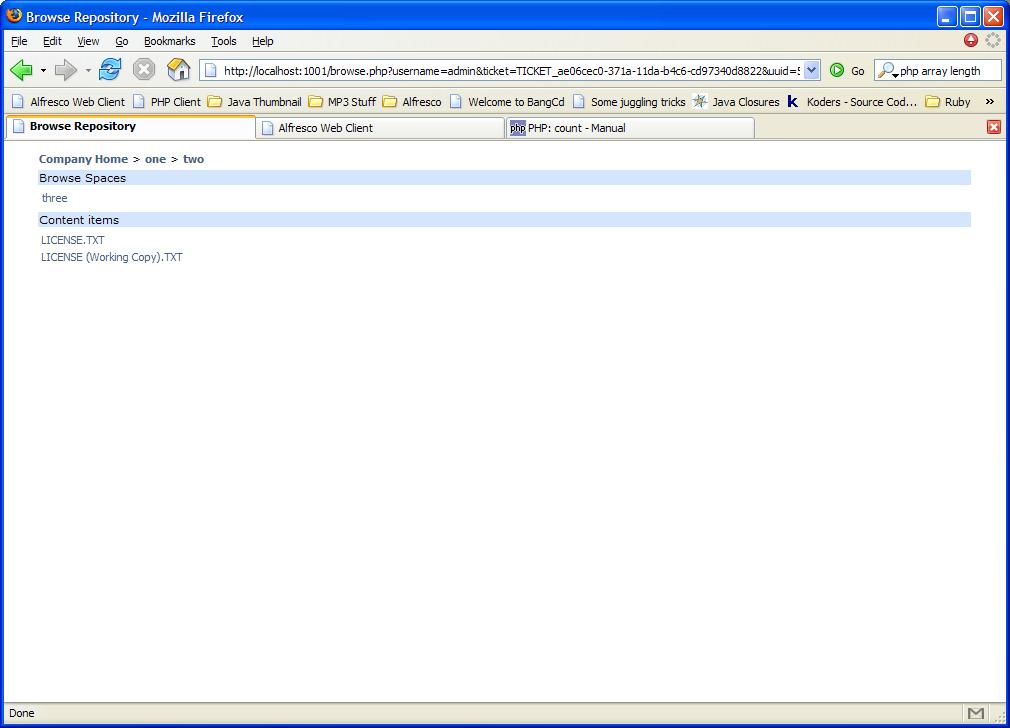 Browse Repository - Mozilla Firefox
File Edit View Go Bookmarks Tools Help
http://localhost:1001/browse.php?username=admin&ticket=TICKET_ae06cec0-371a-11da-b4c6-cd97340d8822&uuid= Go php array length
Alfresco Web Client PHP Client Java Thumbnail MP3 Stuff Alfresco Welcome to BangCd Some juggling tricks Java Closures k Koders - Source Cod... Ruby »
Browse Repository Alfresco Web Client php PHP: count - Manual
Company Home > one > two
Browse Spaces
three
Content items
LICENSE.TXT
LICENSE (Working Copy).TXT
Done